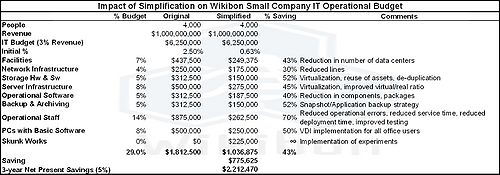 Impact of Simplification on Wikibon Small Company IT Operational Budget
% Budget Original Simplified % Saving Comments
People 4,000 4,000
Revenue $1,000,000,000 $1,000,000,000
IT Budget (3% Revenue) $6,250,000 $6,250,000
Initial % 2.50% 0.63%
Facilities 7% $437,500 $249,375 43% Reduction in number of data centers
Network Infrastructure 4% $250,000 $175,000 30% Reduced lines
Storage Hw & Sw 5% $312,500 $150,000 52% Virtualization, reuse of assets, de-duplication
Server Infrastructure 8% $500,000 $275,000 45% Virtualization, improved virtual/real ratio
Operational Software 5% $312,500 $187,500 40% Reduction in components, packages
Backup & Archiving 5% $312,500 $150,000 52% Snapshot/Application backup strategy
Operational Staff 14% $875,000 $262,500 70% Reduced operational errors, reduced service time, reduced
deployment time, improved testing
PCs with Basic Software 8% $500,000 $250,000 50% VDI implementation for all office users
Skunk Works 0% $0 $225,000 ∞ Implementation of experiments
29.0% $1,812,500 $1,036,875 43%
Saving $775,625
3-year Net Present Savings (5%) $2,212,470